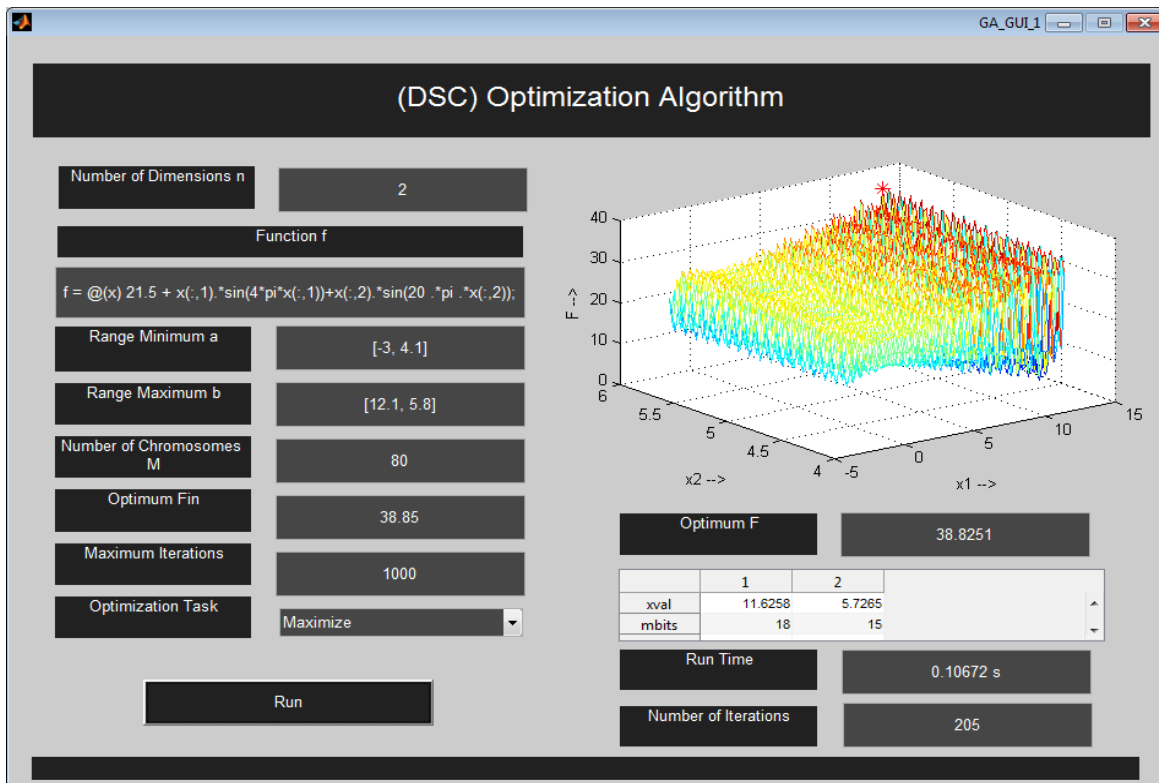 GA_GUI_1
(DSC) Optimization Algorithm
Number of Dimensions n
2
Function f
f = @(x) 21.5 + x(:,1).*sin(4*pi*x(:,1))+x(:,2).*sin(20 .*pi .*x(:,2));
Range Minimum a
[-3, 4.1]
Range Maximum b
[12.1, 5.8]
Number of Chromosomes
M
80
Optimum Fin
38.85
Maximum Iterations
1000
Optimization Task
Maximize
Run
40
30
20
10
0
F -->
6
5.5
5
4.5
4
x2 -->
-5
0
5
10
15
x1 -->
Optimum F
38.8251
1 2
xval 11.6258 5.7265
mbits 18 15
Run Time
0.10672 s
Number of Iterations
205